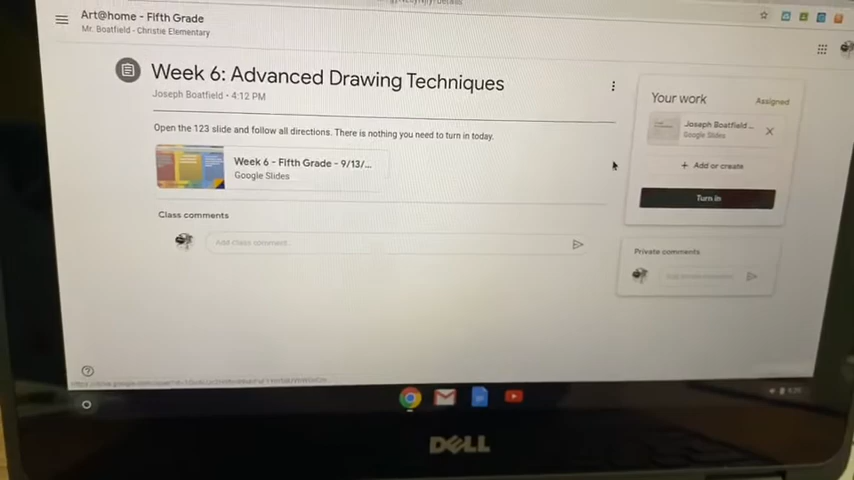 Art@home - Fifth Grade
Mr. Boatfield - Christie Elementary
Week 6: Advanced Drawing Techniques
Joseph Boatfield • 4:12 PM
Open the 123 slide and follow all directions. There is nothing you need to turn in today.
Week 6 - Fifth Grade - 9/13/...
Google Slides
Class comments
Add class comment...
Your work
Assigned
Joseph Boatfield ...
Google Slides
+ Add or create
Turn in
Private comments
DELL